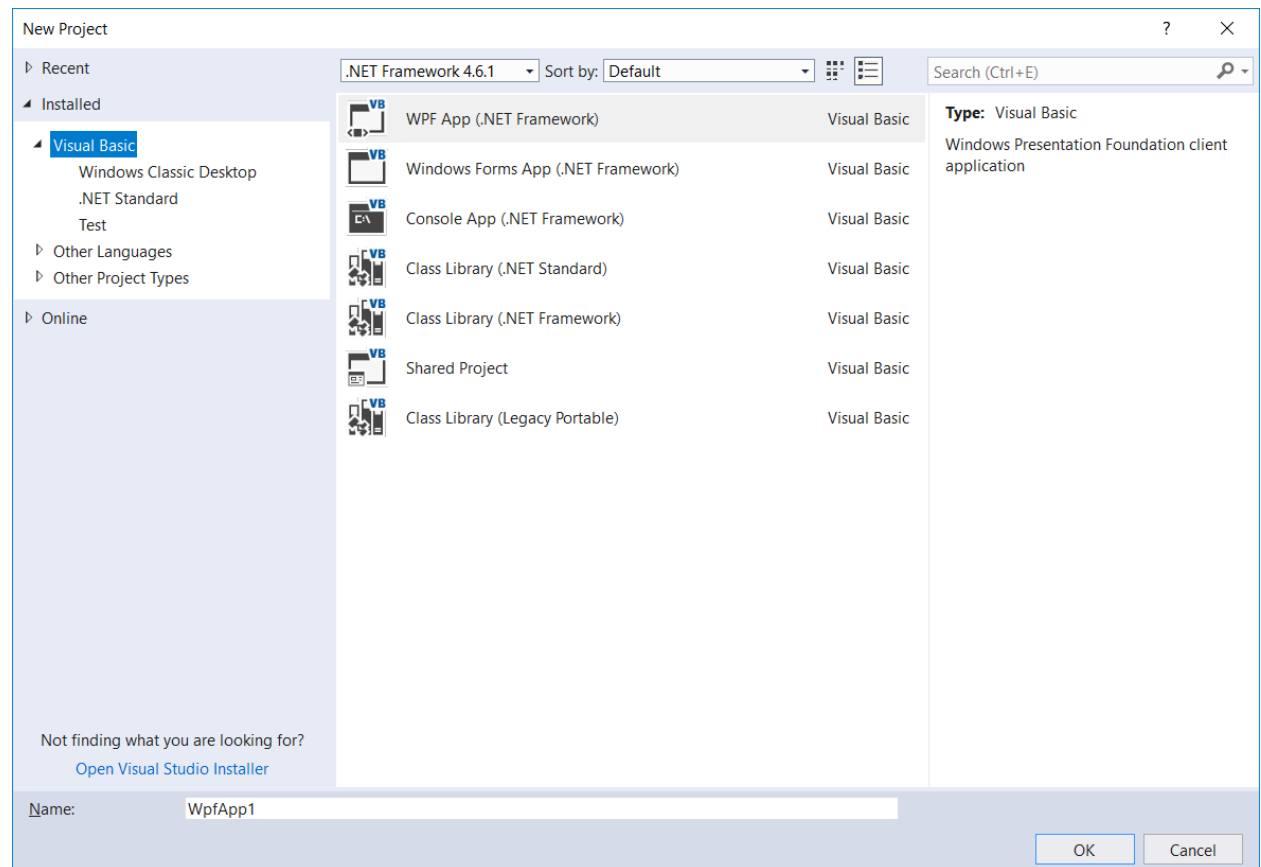 New Project
?
Recent
Installed
Visual Basic
Windows Classic Desktop
.NET Standard
Test
Other Languages
Other Project Types
Online
Not finding what you are looking for?
Open Visual Studio Installer
.NET Framework 4.6.1
Sort by: Default
Search (Ctrl+E)
VB WPF App (.NET Framework) Visual Basic
VB Windows Forms App (.NET Framework) Visual Basic
VB C:\ Console App (.NET Framework) Visual Basic
VB Class Library (.NET Standard) Visual Basic
VB Class Library (.NET Framework) Visual Basic
VB Shared Project Visual Basic
VB Class Library (Legacy Portable) Visual Basic
Type: Visual Basic
Windows Presentation Foundation client
application
Name: WpfApp1
OK Cancel